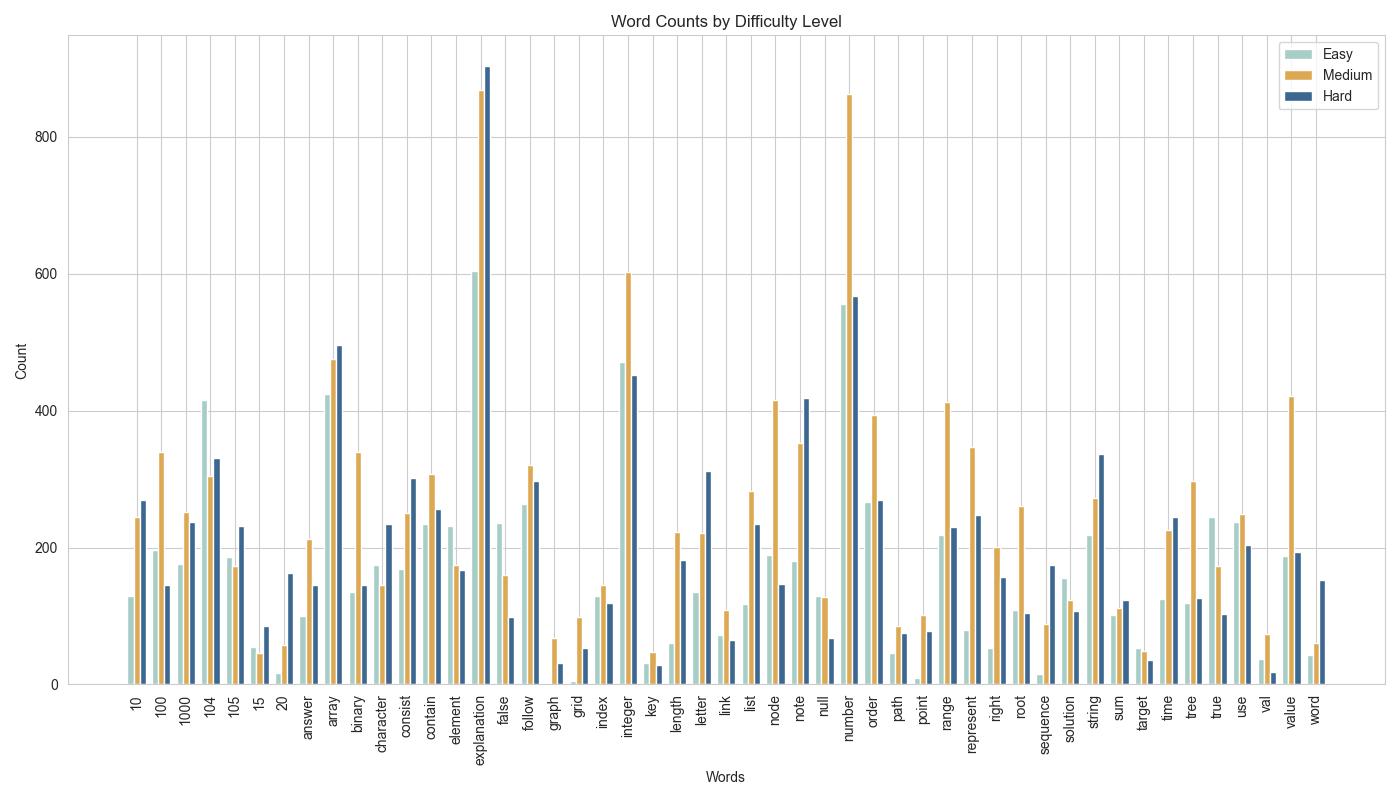 Word Counts by Difficulty Level
Easy
Medium
Hard
Count
800
600
400
200
0
10
100
1000
104
105
15
20
answer
array
binary
character
consist
contain
element
explanation
false
follow
graph
grid
index
integer
key
length
letter
link
list
node
note
null
number
order
path
point
range
represent
right
root
sequence
solution
string
sum
target
time
tree
true
use
val
value
word
Words